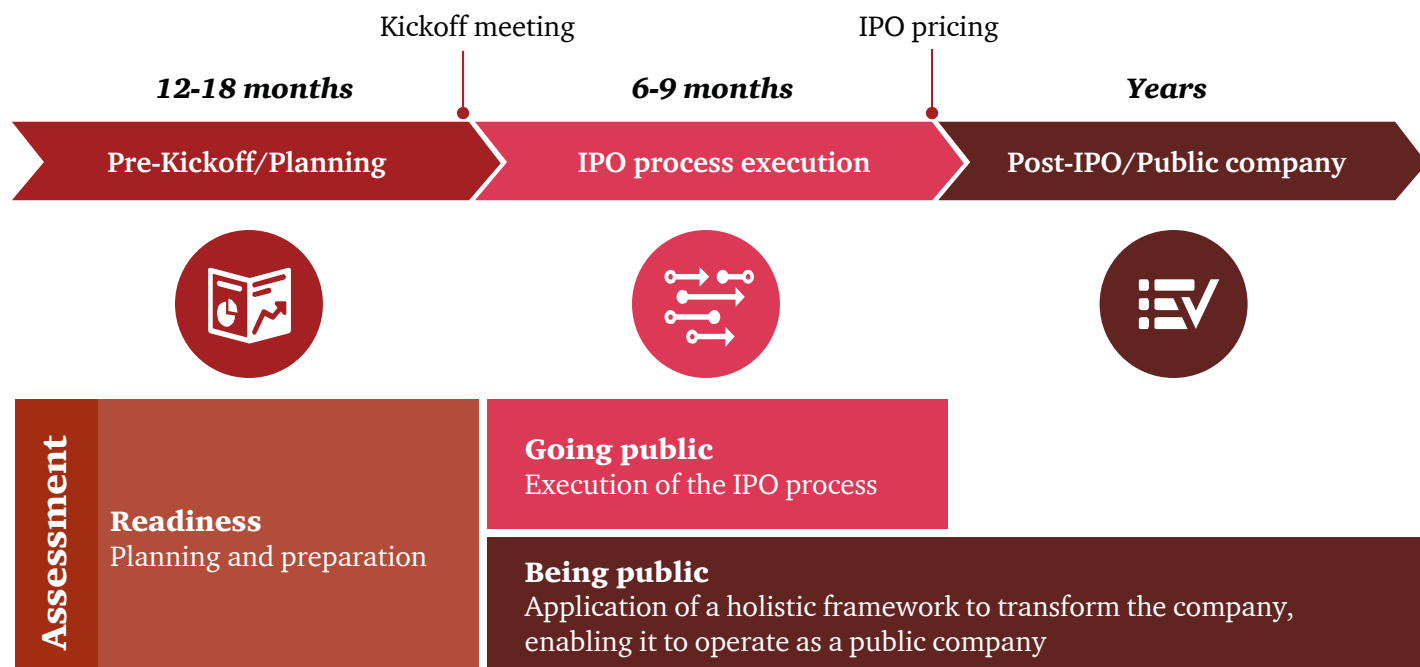 Kickoff meeting
IPO pricing
12-18 months
6-9 months
Years
Pre-Kickoff/Planning
IPO process execution
Post-IPO/Public company
Assessment
Readiness
Planning and preparation
Going public
Execution of the IPO process
Being public
Application of a holistic framework to transform the company,
enabling it to operate as a public company